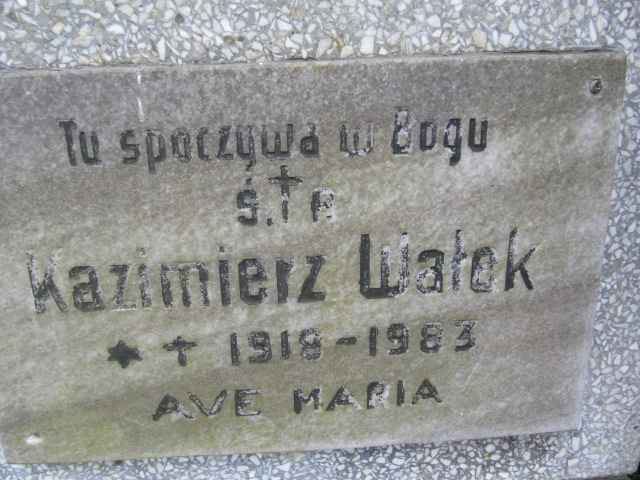 Tu spoczywa w Bogu
Ś.†P.
Kazimierz Wałek
★ † 1918-1983
AVE MARIA